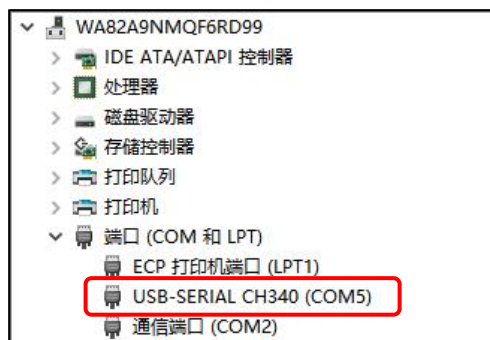 WA82A9NMQF6RD99
IDE ATA/ATAPI 控制器
处理器
磁盘驱动器
存储控制器
打印队列
打印机
端口 (COM 和 LPT)
ECP 打印机端口 (LPT1)
USB-SERIAL CH340 (COM5)
通信端口 (COM2)